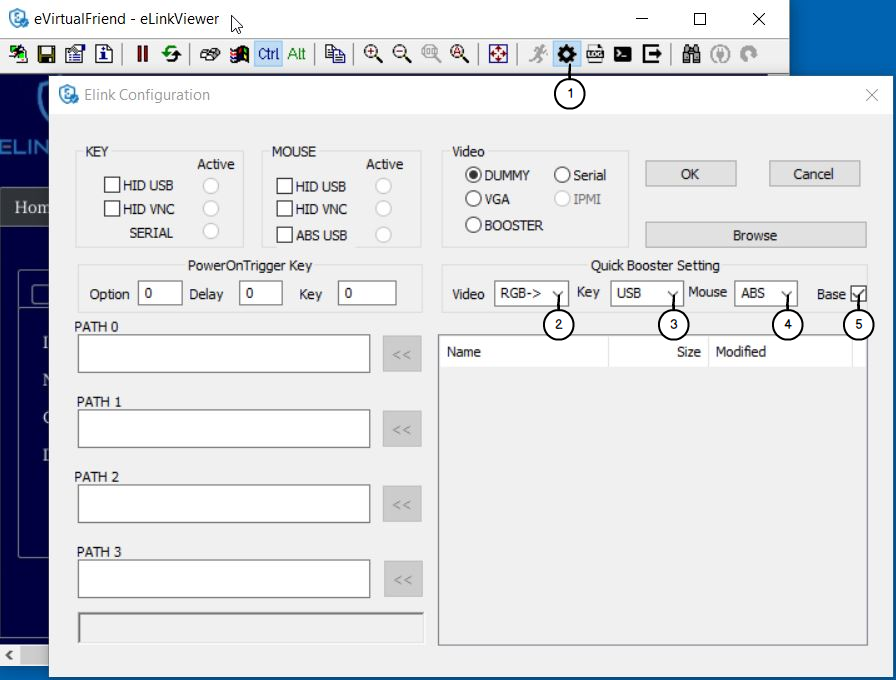 eVirtualFriend - eLinkViewer
Ctrl Alt
1
Elink Configuration
ELIN
Hom
KEY
Active
HID USB
HID VNC
SERIAL
MOUSE
Active
HID USB
HID VNC
ABS USB
Video
DUMMY Serial
VGA IPMI
BOOSTER
OK Cancel
Browse
PowerOnTrigger Key
Option 0 Delay 0 Key 0
Quick Booster Setting
Video RGB-> Key USB Mouse ABS Base
2 3 4 5
PATH 0
<<
PATH 1
<<
PATH 2
<<
PATH 3
<<
Name Size Modified